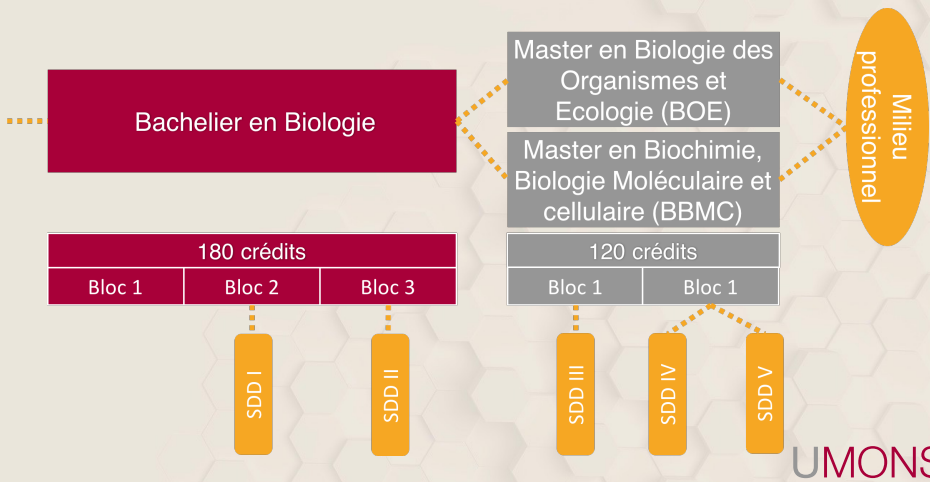 Bachelier en Biologie
Master en Biologie des
Organismes et
Ecologie (BOE)
Master en Biochimie,
Biologie Moléculaire et
cellulaire (BBMC)
Milieu
professionnel
180 crédits
Bloc 1
Bloc 2
Bloc 3
120 crédits
Bloc 1
Bloc 1
SDD I
SDD II
SDD III
SDD IV
SDD V
UMONS